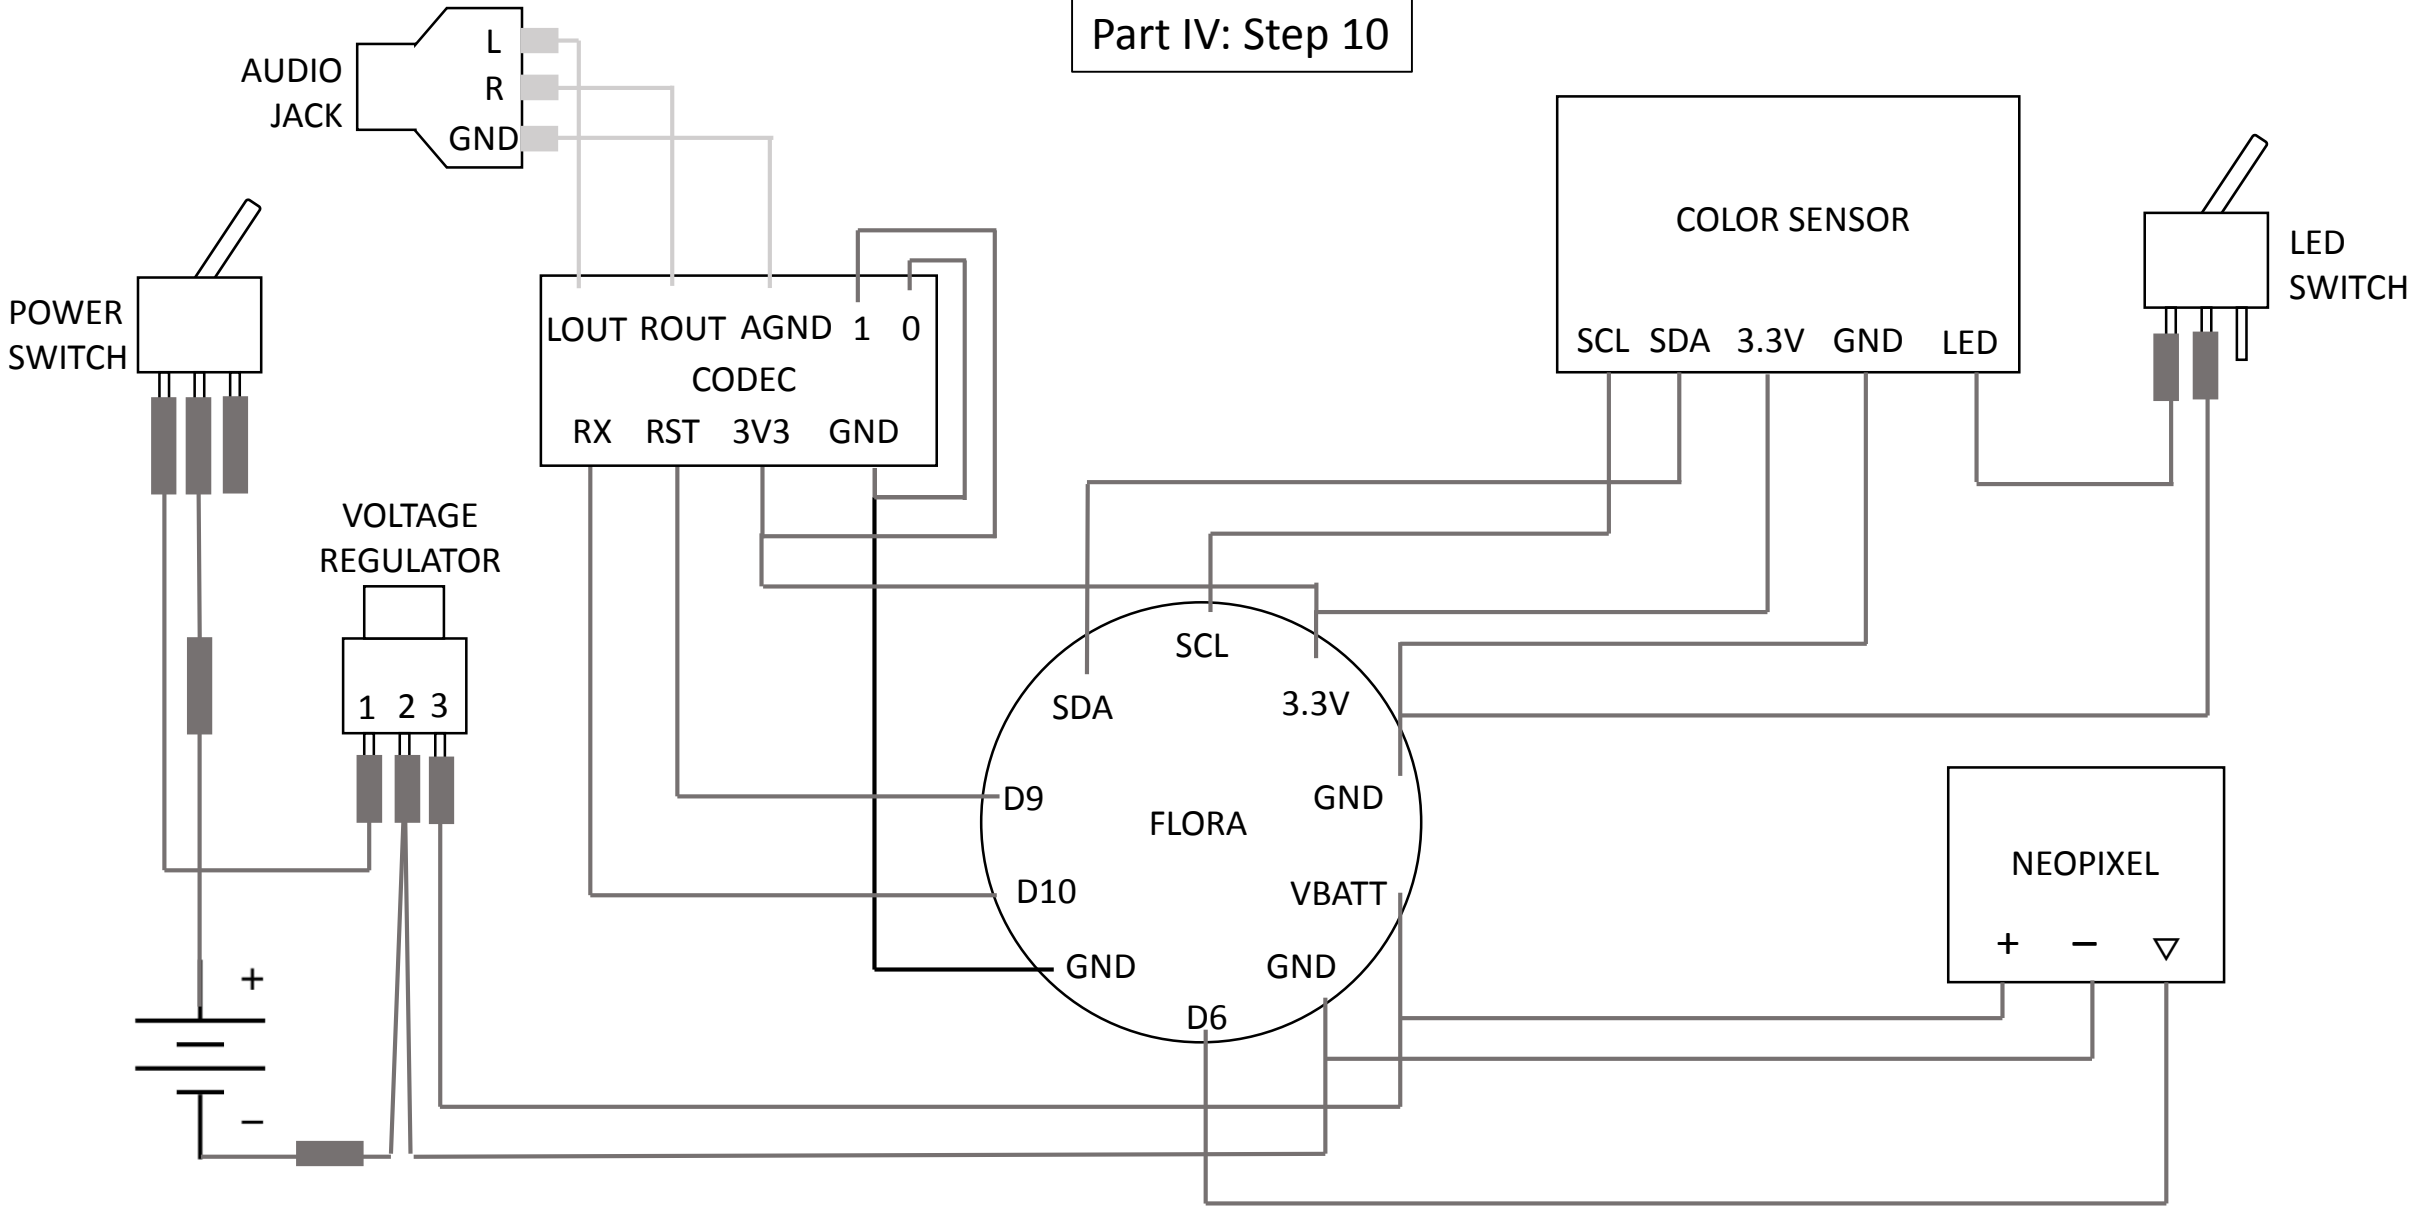 Part IV: Step 10
AUDIO
JACK
L
R
GND
POWER
SWITCH
LOUT ROUT AGND 1 0
CODEC
RX RST 3V3 GND
COLOR SENSOR
SCL SDA 3.3V GND LED
LED
SWITCH
VOLTAGE
REGULATOR
1 2 3
SCL
SDA
3.3V
D9
GND
FLORA
D10
VBATT
GND
GND
D6
NEOPIXEL
+ −
+
−